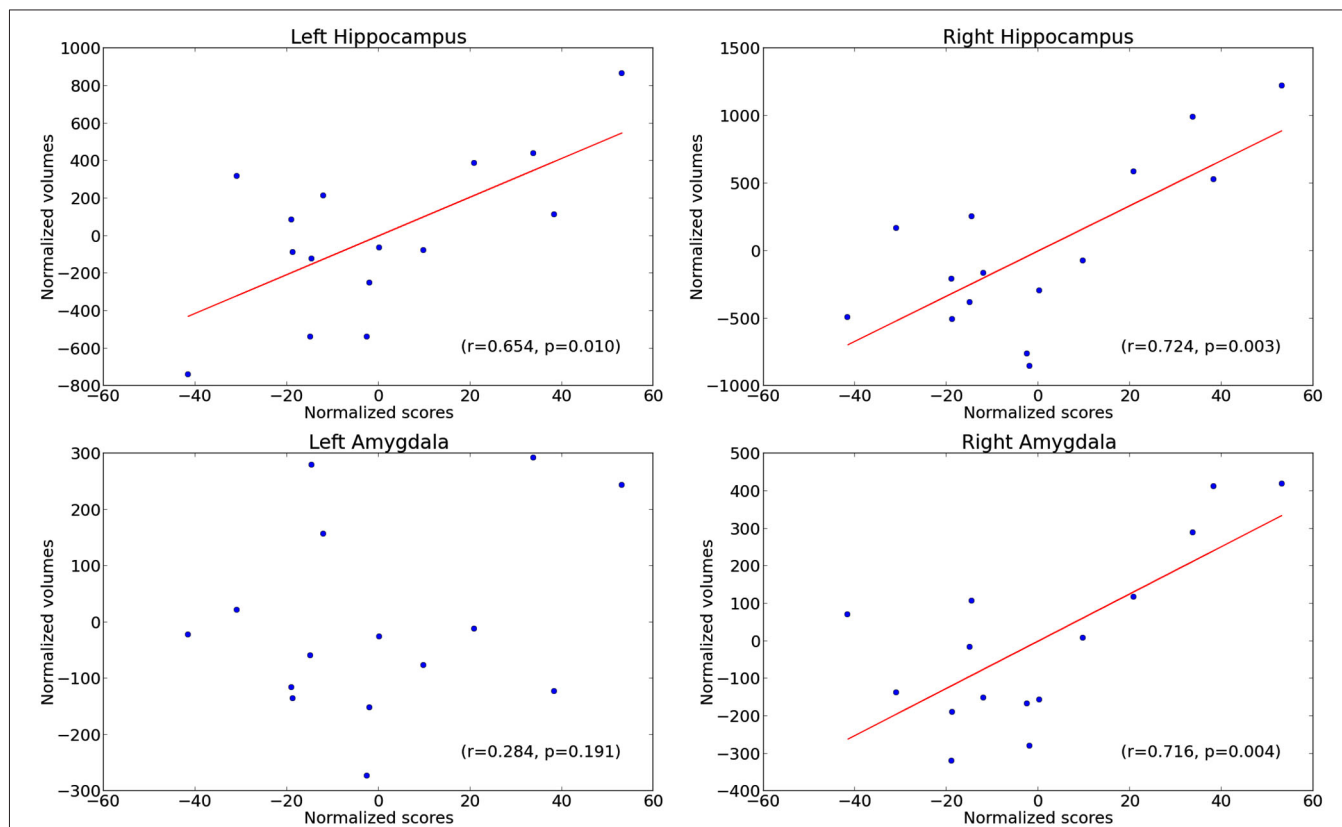 Left Hippocampus
1000
800
600
400
200
0
−200
−400
−600
−800
Normalized volumes
(r=0.654, p=0.010)
−60 −40 −20 0 20 40 60
Normalized scores
Right Hippocampus
1500
1000
500
0
−500
−1000
Normalized volumes
(r=0.724, p=0.003)
−60 −40 −20 0 20 40 60
Normalized scores
Left Amygdala
300
200
100
0
−100
−200
−300
Normalized volumes
(r=0.284, p=0.191)
−60 −40 −20 0 20 40 60
Right Amygdala
500
400
300
200
100
0
−100
−200
−300
−400
Normalized volumes
(r=0.716, p=0.004)
−60 −40 −20 0 20 40 60